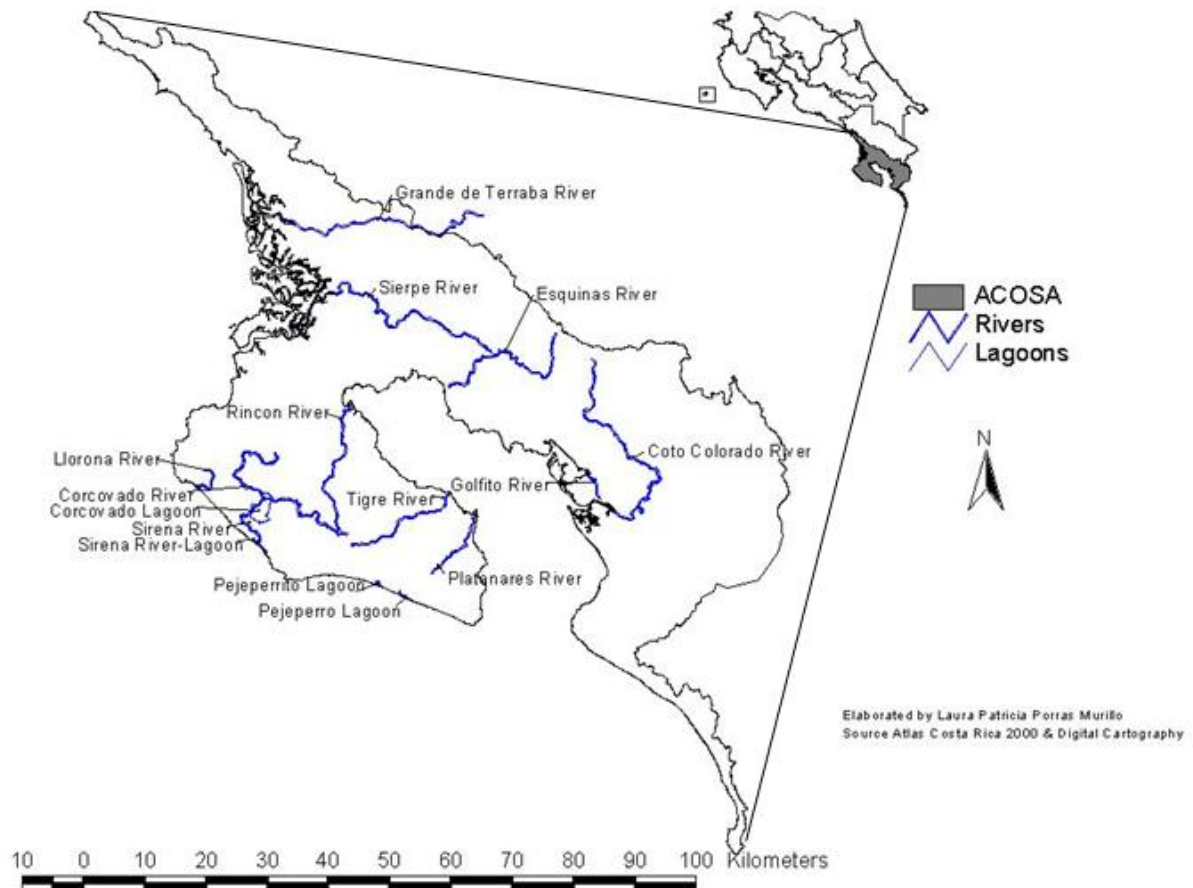 Grande de Terraba River
Sierpe River
Esquinas River
ACOSA
Rivers
Lagoons
Rincon River
N
Llorona River
Coto Colorado River
Golfito River
Corcovado River
Tigre River
Corcovado Lagoon
Sirena River
Sirena River-Lagoon
Pejeperrito Lagoon
Platanares River
Pejeperro Lagoon
Elaborated by Laura Patricia Porras Murillo
Source Atlas Costa Rica 2000 & Digital Cartography
10 0 10 20 30 40 50 60 70 80 90 100 Kilometers